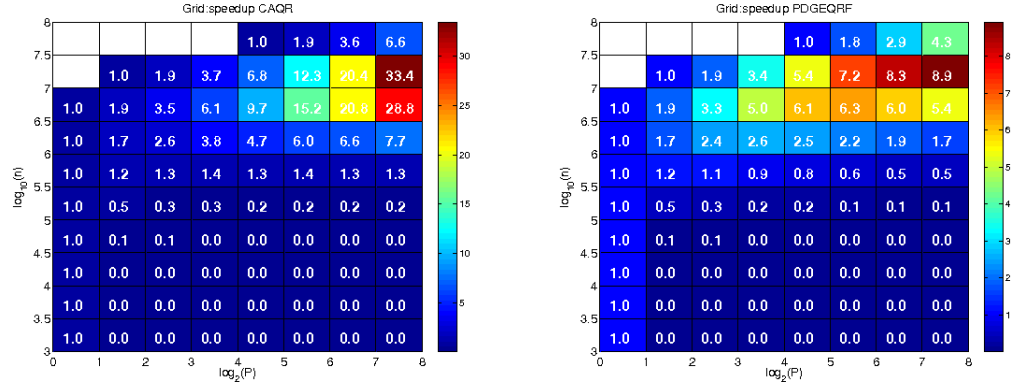 Grid:speedup CAQR
8
7.5
7
6.5
6
5.5
5
4.5
4
3.5
3
log10(n)
1.0 1.9 3.6 6.6
1.0 1.9 3.7 6.8 12.3 20.4 33.4
1.0 1.9 3.5 6.1 9.7 15.2 20.8 28.8
1.0 1.7 2.6 3.8 4.7 6.0 6.6 7.7
1.0 1.2 1.3 1.4 1.3 1.4 1.3 1.3
1.0 0.5 0.3 0.3 0.2 0.2 0.2 0.2
1.0 0.1 0.1 0.0 0.0 0.0 0.0 0.0
1.0 0.0 0.0 0.0 0.0 0.0 0.0 0.0
1.0 0.0 0.0 0.0 0.0 0.0 0.0 0.0
1.0 0.0 0.0 0.0 0.0 0.0 0.0 0.0
0 1 2 3 4 5 6 7 8
log2(P)
30
25
20
15
10
5
Grid:speedup PDGEQRF
8
7.5
7
6.5
6
5.5
5
4.5
4
3.5
3
log10(n)
1.0 1.8 2.9 4.3
1.0 1.9 3.4 5.4 7.2 8.3 8.9
1.0 1.9 3.3 5.0 6.1 6.3 6.0 5.4
1.0 1.7 2.4 2.6 2.5 2.2 1.9 1.7
1.0 1.2 1.1 0.9 0.8 0.6 0.5 0.5
1.0 0.5 0.3 0.2 0.2 0.1 0.1 0.1
1.0 0.1 0.1 0.0 0.0 0.0 0.0 0.0
1.0 0.0 0.0 0.0 0.0 0.0 0.0 0.0
1.0 0.0 0.0 0.0 0.0 0.0 0.0 0.0
1.0 0.0 0.0 0.0 0.0 0.0 0.0 0.0
0 1 2 3 4 5 6 7 8
log2(P)
8
7
6
5
4
3
2
1